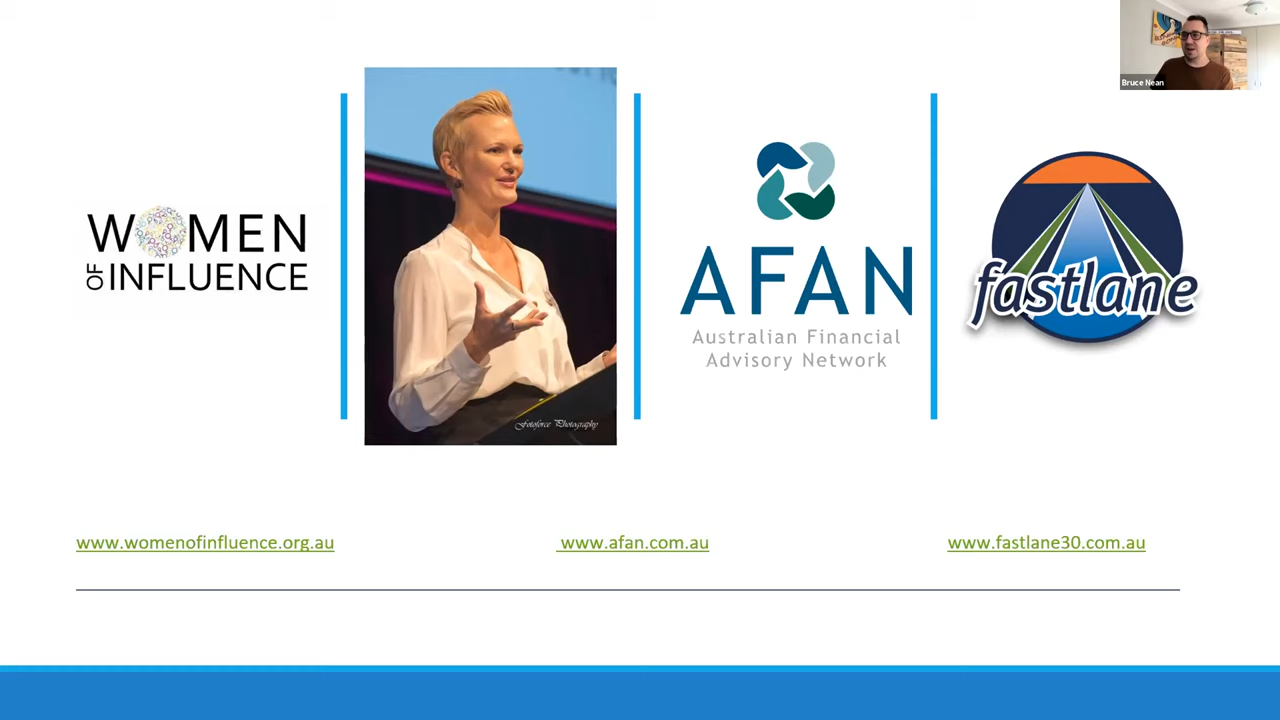 Bruce Nean
WOMEN
OF INFLUENCE
Fotoforce Photography
AFAN
Australian Financial
Advisory Network
fastlane
www.womenofinfluence.org.au
www.afan.com.au
www.fastlane30.com.au